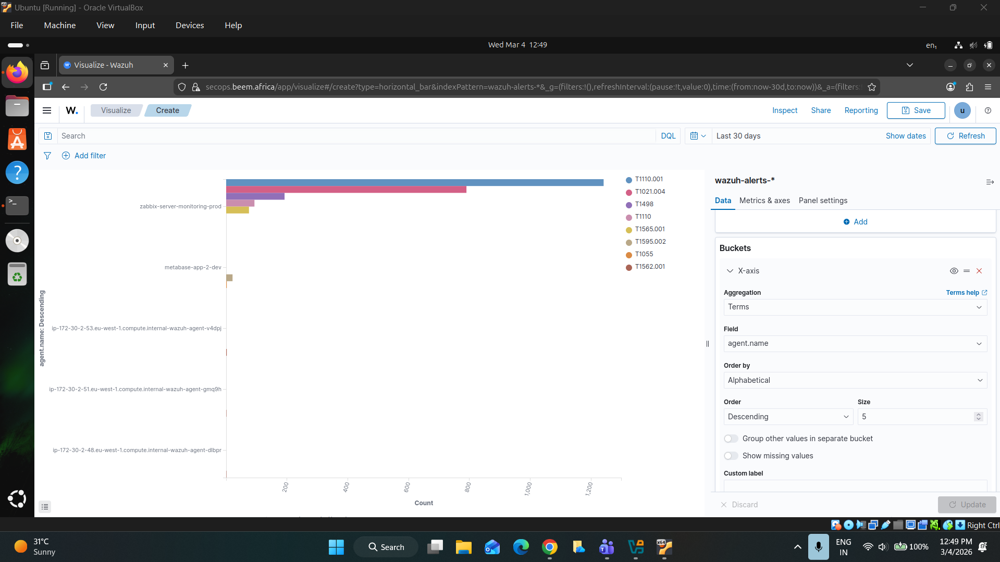 Ubuntu [Running] - Oracle VirtualBox
File Machine View Input Devices Help
Wed Mar 4 12:49
en₁
Visualize - Wazuh
secops.beem.africa/app/visualize#/create?type=horizontal_bar&indexPattern=wazuh-alerts-*&_g=(filters:!(),refreshInterval:(pause:!t,value:0),time:(from:now-30d,to:now))&_a=(filters:
W. Visualize Create Inspect Share Reporting Save u
Search DQL Last 30 days Show dates Refresh
Add filter
agent.name: Descending
zabbix-server-monitoring-prod
metabase-app-2-dev
ip-172-30-2-53.eu-west-1.compute.internal-wazuh-agent-v4dpj
ip-172-30-2-51.eu-west-1.compute.internal-wazuh-agent-gmq9h
ip-172-30-2-48.eu-west-1.compute.internal-wazuh-agent-dlbpr
200 400 600 800 1,000 1,200
Count
T1110.001
T1021.004
T1498
T1110
T1565.001
T1595.002
T1055
T1562.001
wazuh-alerts-*
Data Metrics & axes Panel settings
Add
Buckets
X-axis
Aggregation Terms help
Terms
Field
agent.name
Order by
Alphabetical
Order Size
Descending 5
Group other values in separate bucket
Show missing values
Custom label
Discard Update
Right Ctrl
31°C
Sunny
Search
x64
ENG
IN
100%
12:49 PM
3/4/2026